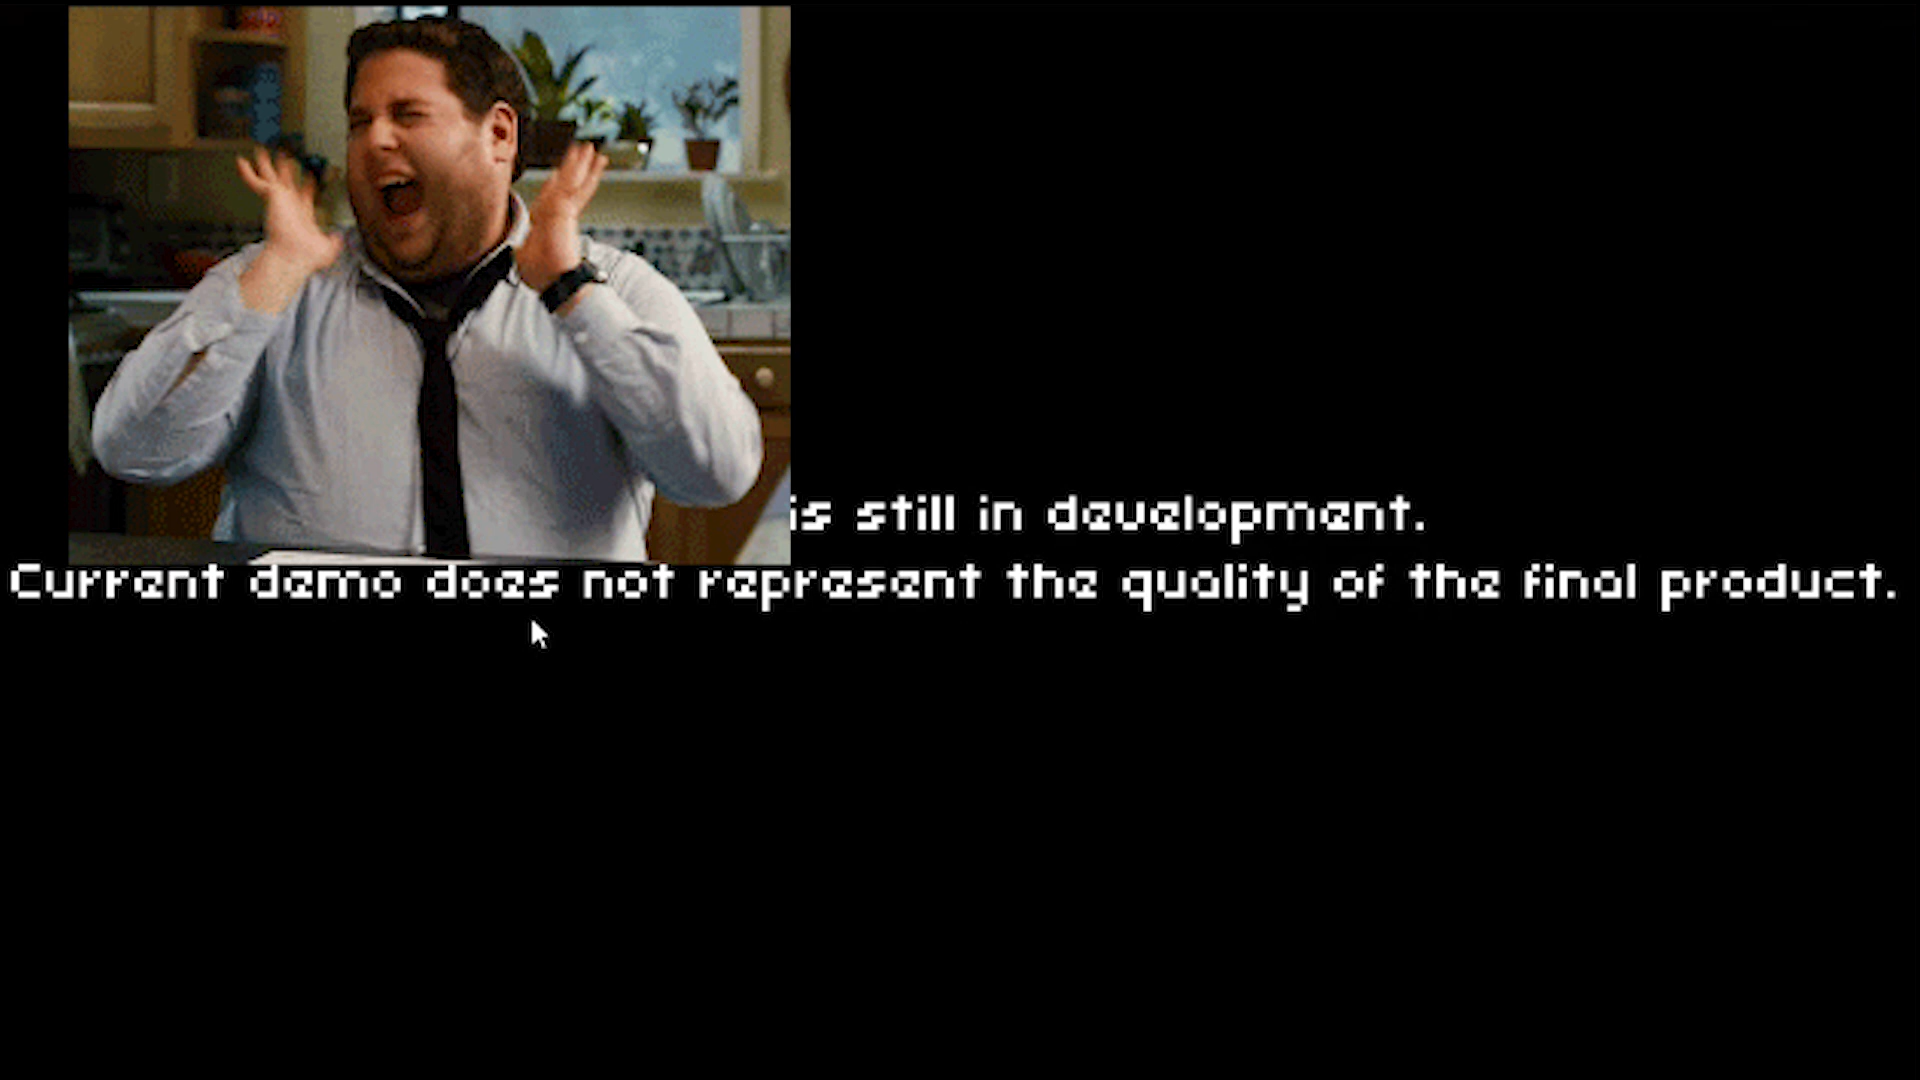 is still in development.
Current demo does not represent the quality of the final product.